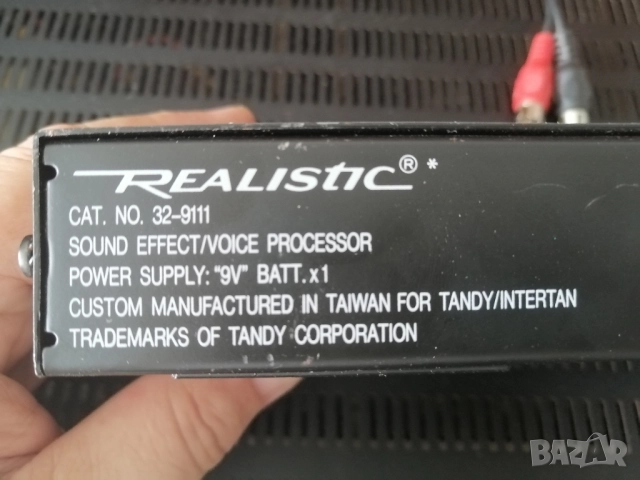 REALISTIC®*
CAT. NO. 32-9111
SOUND EFFECT/VOICE PROCESSOR
POWER SUPPLY: "9V" BATT.x1
CUSTOM MANUFACTURED IN TAIWAN FOR TANDY/INTERTAN
TRADEMARKS OF TANDY CORPORATION
BAZAR